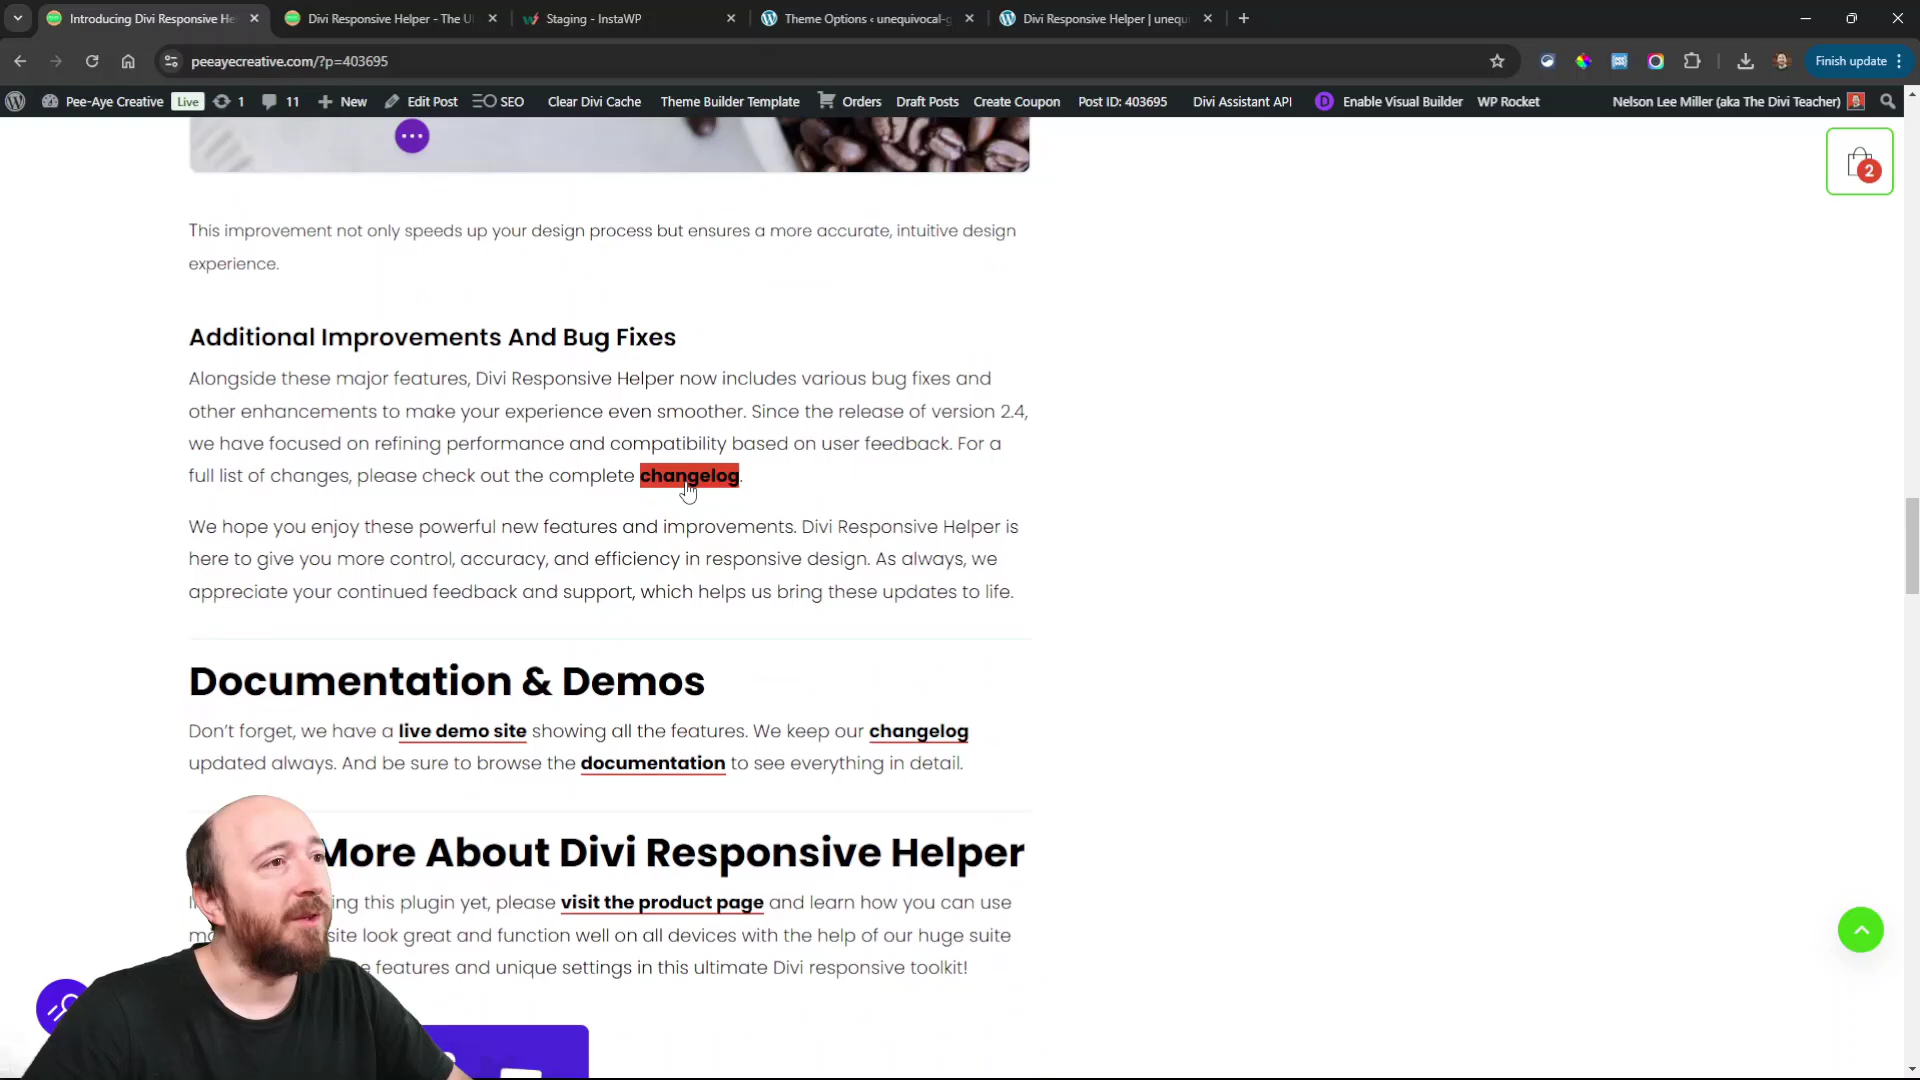 Introducing Divi Responsive He
Divi Responsive Helper - The U
Staging - InstaWP
Theme Options ‹ unequivocal-g
Divi Responsive Helper | unequ
peeayecreative.com/?p=403695
Finish update
Pee-Aye Creative Live 1 11 New Edit Post SEO Clear Divi Cache Theme Builder Template Orders Draft Posts Create Coupon Post ID: 403695 Divi Assistant API Enable Visual Builder WP Rocket Nelson Lee Miller (aka The Divi Teacher)
2
This improvement not only speeds up your design process but ensures a more accurate, intuitive design
experience.
Additional Improvements And Bug Fixes
Alongside these major features, Divi Responsive Helper now includes various bug fixes and
other enhancements to make your experience even smoother. Since the release of version 2.4,
we have focused on refining performance and compatibility based on user feedback. For a
full list of changes, please check out the complete changelog.
We hope you enjoy these powerful new features and improvements. Divi Responsive Helper is
here to give you more control, accuracy, and efficiency in responsive design. As always, we
appreciate your continued feedback and support, which helps us bring these updates to life.
Documentation & Demos
Don't forget, we have a live demo site showing all the features. We keep our changelog
updated always. And be sure to browse the documentation to see everything in detail.
More About Divi Responsive Helper
this plugin yet, please visit the product page and learn how you can use
site look great and function well on all devices with the help of our huge suite
features and unique settings in this ultimate Divi responsive toolkit!